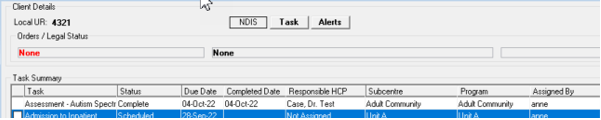 Client Details
Local UR: 4321 NDIS Task Alerts
Orders / Legal Status
None None
Task Summary
Task Status Due Date Completed Date Responsible HCP Subcentre Program Assigned By
Assessment - Autism Spectr Complete 04-Oct-22 04-Oct-22 Case, Dr. Test Adult Community Adult Community anne
Admission to Inpatient Scheduled 28-Sep-22 Not Assigned Unit A Unit A anne